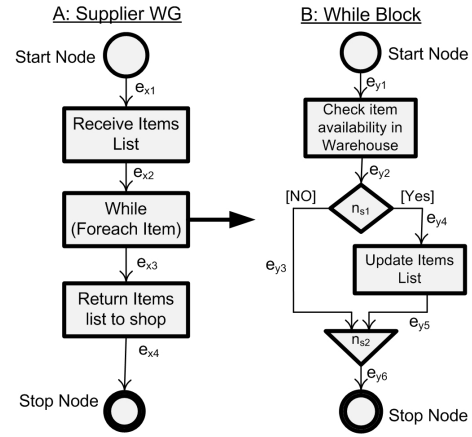 A: Supplier WG
Start Node
ex1
Receive Items
List
ex2
While
(Foreach Item)
ex3
Return Items
list to shop
ex4
Stop Node
B: While Block
Start Node
ey1
Check item
availability in
Warehouse
ey2
[NO]
ns1
[Yes]
ey4
ey3
Update Items
List
ey5
ns2
ey6
Stop Node